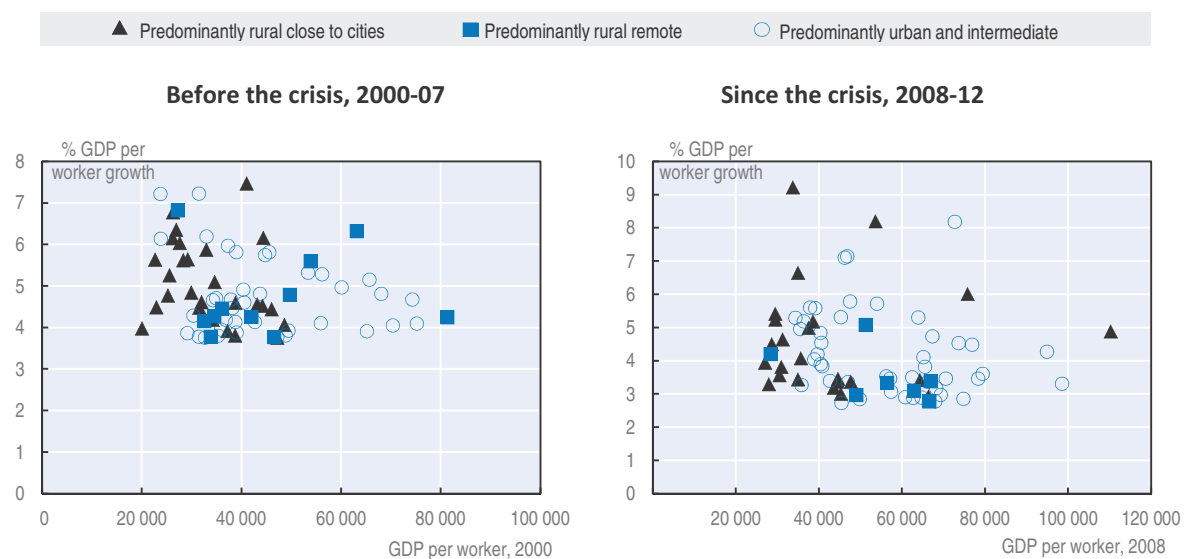 Predominantly rural close to cities Predominantly rural remote Predominantly urban and intermediate
Before the crisis, 2000-07
% GDP per
worker growth
8
7
6
5
4
3
2
1
0
0 20 000 40 000 60 000 80 000 100 000
GDP per worker, 2000
Since the crisis, 2008-12
% GDP per
worker growth
10
9
8
7
6
5
4
3
2
1
0
20 000 40 000 60 000 80 000 100 000 120 000
GDP per worker, 2008